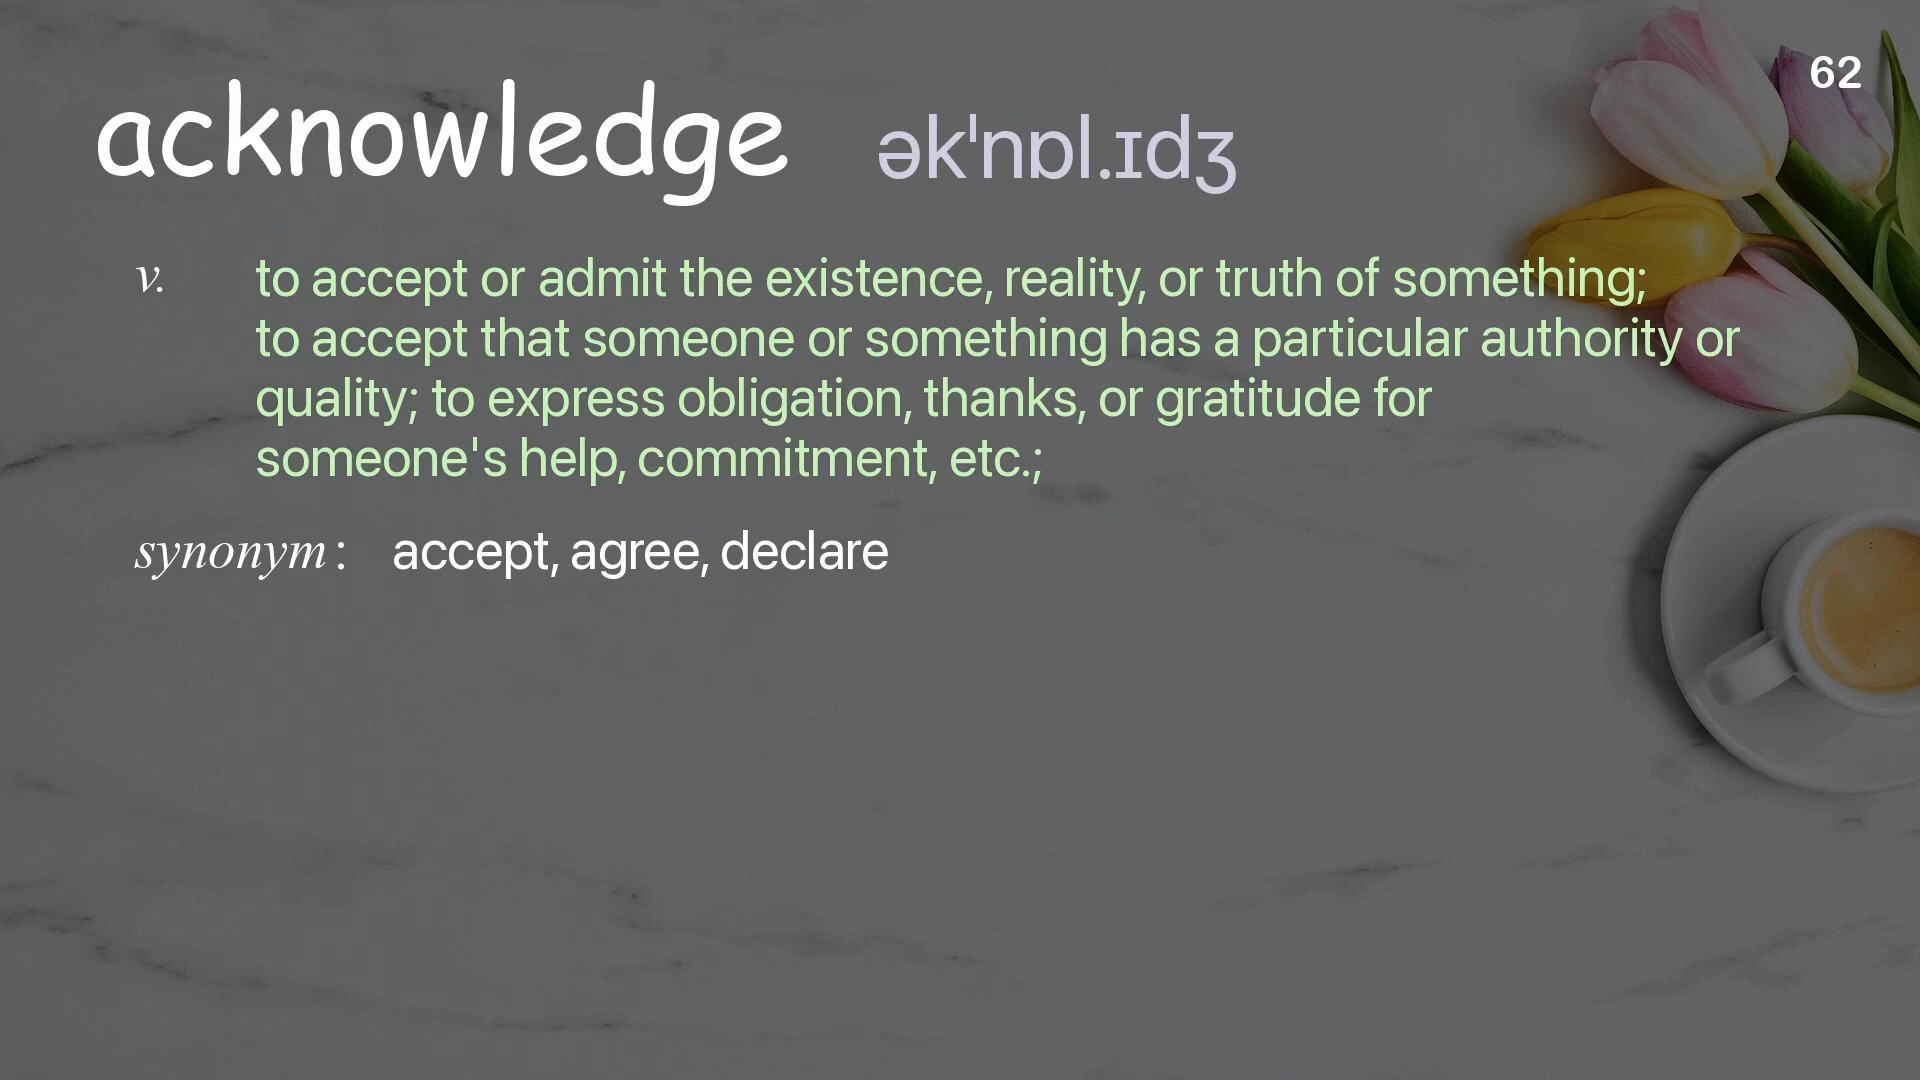 62
acknowledge əkˈnɒl.ɪdʒ
v. to accept or admit the existence, reality, or truth of something;
to accept that someone or something has a particular authority or
quality; to express obligation, thanks, or gratitude for
someone's help, commitment, etc.;
synonym: accept, agree, declare